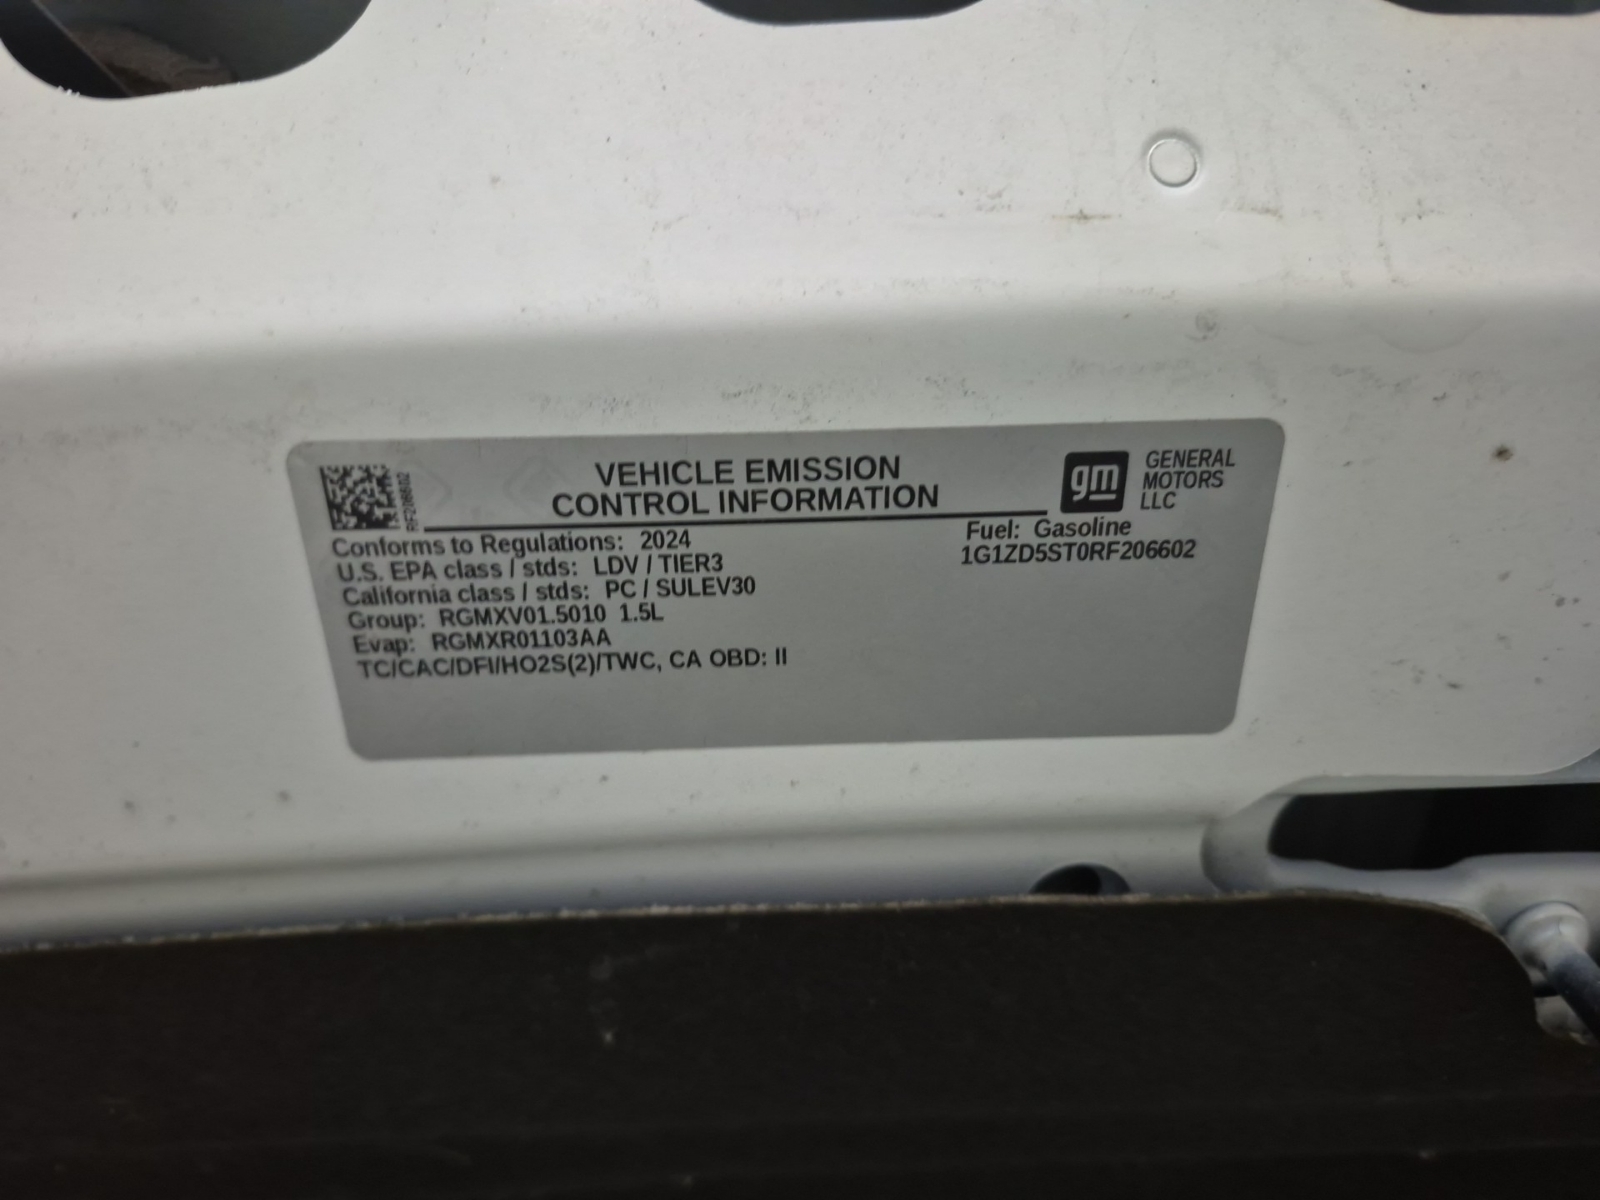 RF206602
VEHICLE EMISSION
CONTROL INFORMATION
gm
GENERAL
MOTORS
LLC
Conforms to Regulations: 2024
U.S. EPA class / stds: LDV / TIER3
California class / stds: PC / SULEV30
Group: RGMXV01.5010 1.5L
Evap: RGMXR01103AA
TC/CAC/DFI/HO2S(2)/TWC, CA OBD: II
Fuel: Gasoline
1G1ZD5ST0RF206602